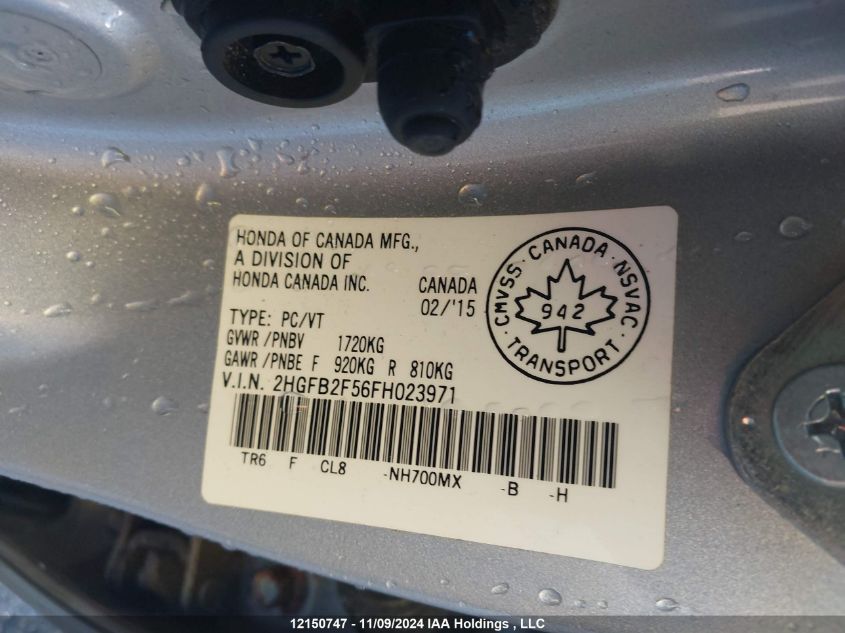 HONDA OF CANADA MFG.,
A DIVISION OF
HONDA CANADA INC.
CANADA
02/'15
TYPE: PC/VT
GVWR/PNBV 1720KG
GAWR/PNBE F 920KG R 810KG
V.I.N. 2HGFB2F56FH023971
TR6 F CL8 -NH700MX -B -H
CMVSS · CANADA · NSVAC
942
· TRANSPORT ·
12150747 - 11/09/2024 IAA Holdings , LLC